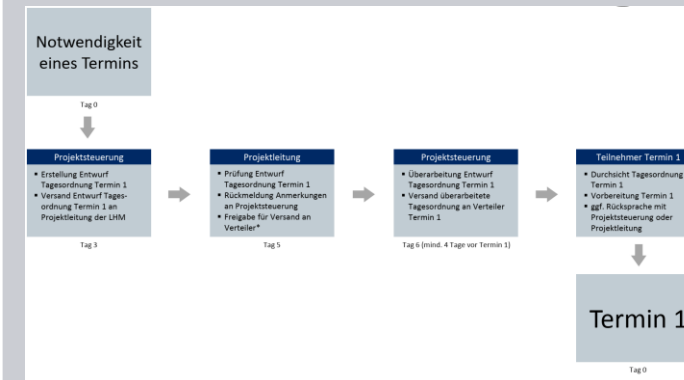 Notwendigkeit
eines Termins
Tag 0
Projektsteuerung
▪ Erstellung Entwurf
Tagesordnung Termin 1
▪ Versand Entwurf Tages-
ordnung Termin 1 an
Projektleitung der LHM
Tag 3
Projektleitung
▪ Prüfung Entwurf
Tagesordnung Termin 1
▪ Rückmeldung Anmerkungen
an Projektsteuerung
▪ Freigabe für Versand an
Verteiler*
Tag 5
Projektsteuerung
▪ Überarbeitung Entwurf
Tagesordnung Termin 1
▪ Versand überarbeitete
Tagesordnung an Verteiler
Termin 1
Tag 6 (mind. 4 Tage vor Termin 1)
Teilnehmer Termin 1
▪ Durchsicht Tagesordnung
Termin 1
▪ Vorbereitung Termin 1
▪ ggf. Rücksprache mit
Projektsteuerung oder
Projektleitung
Termin 1
Tag 0